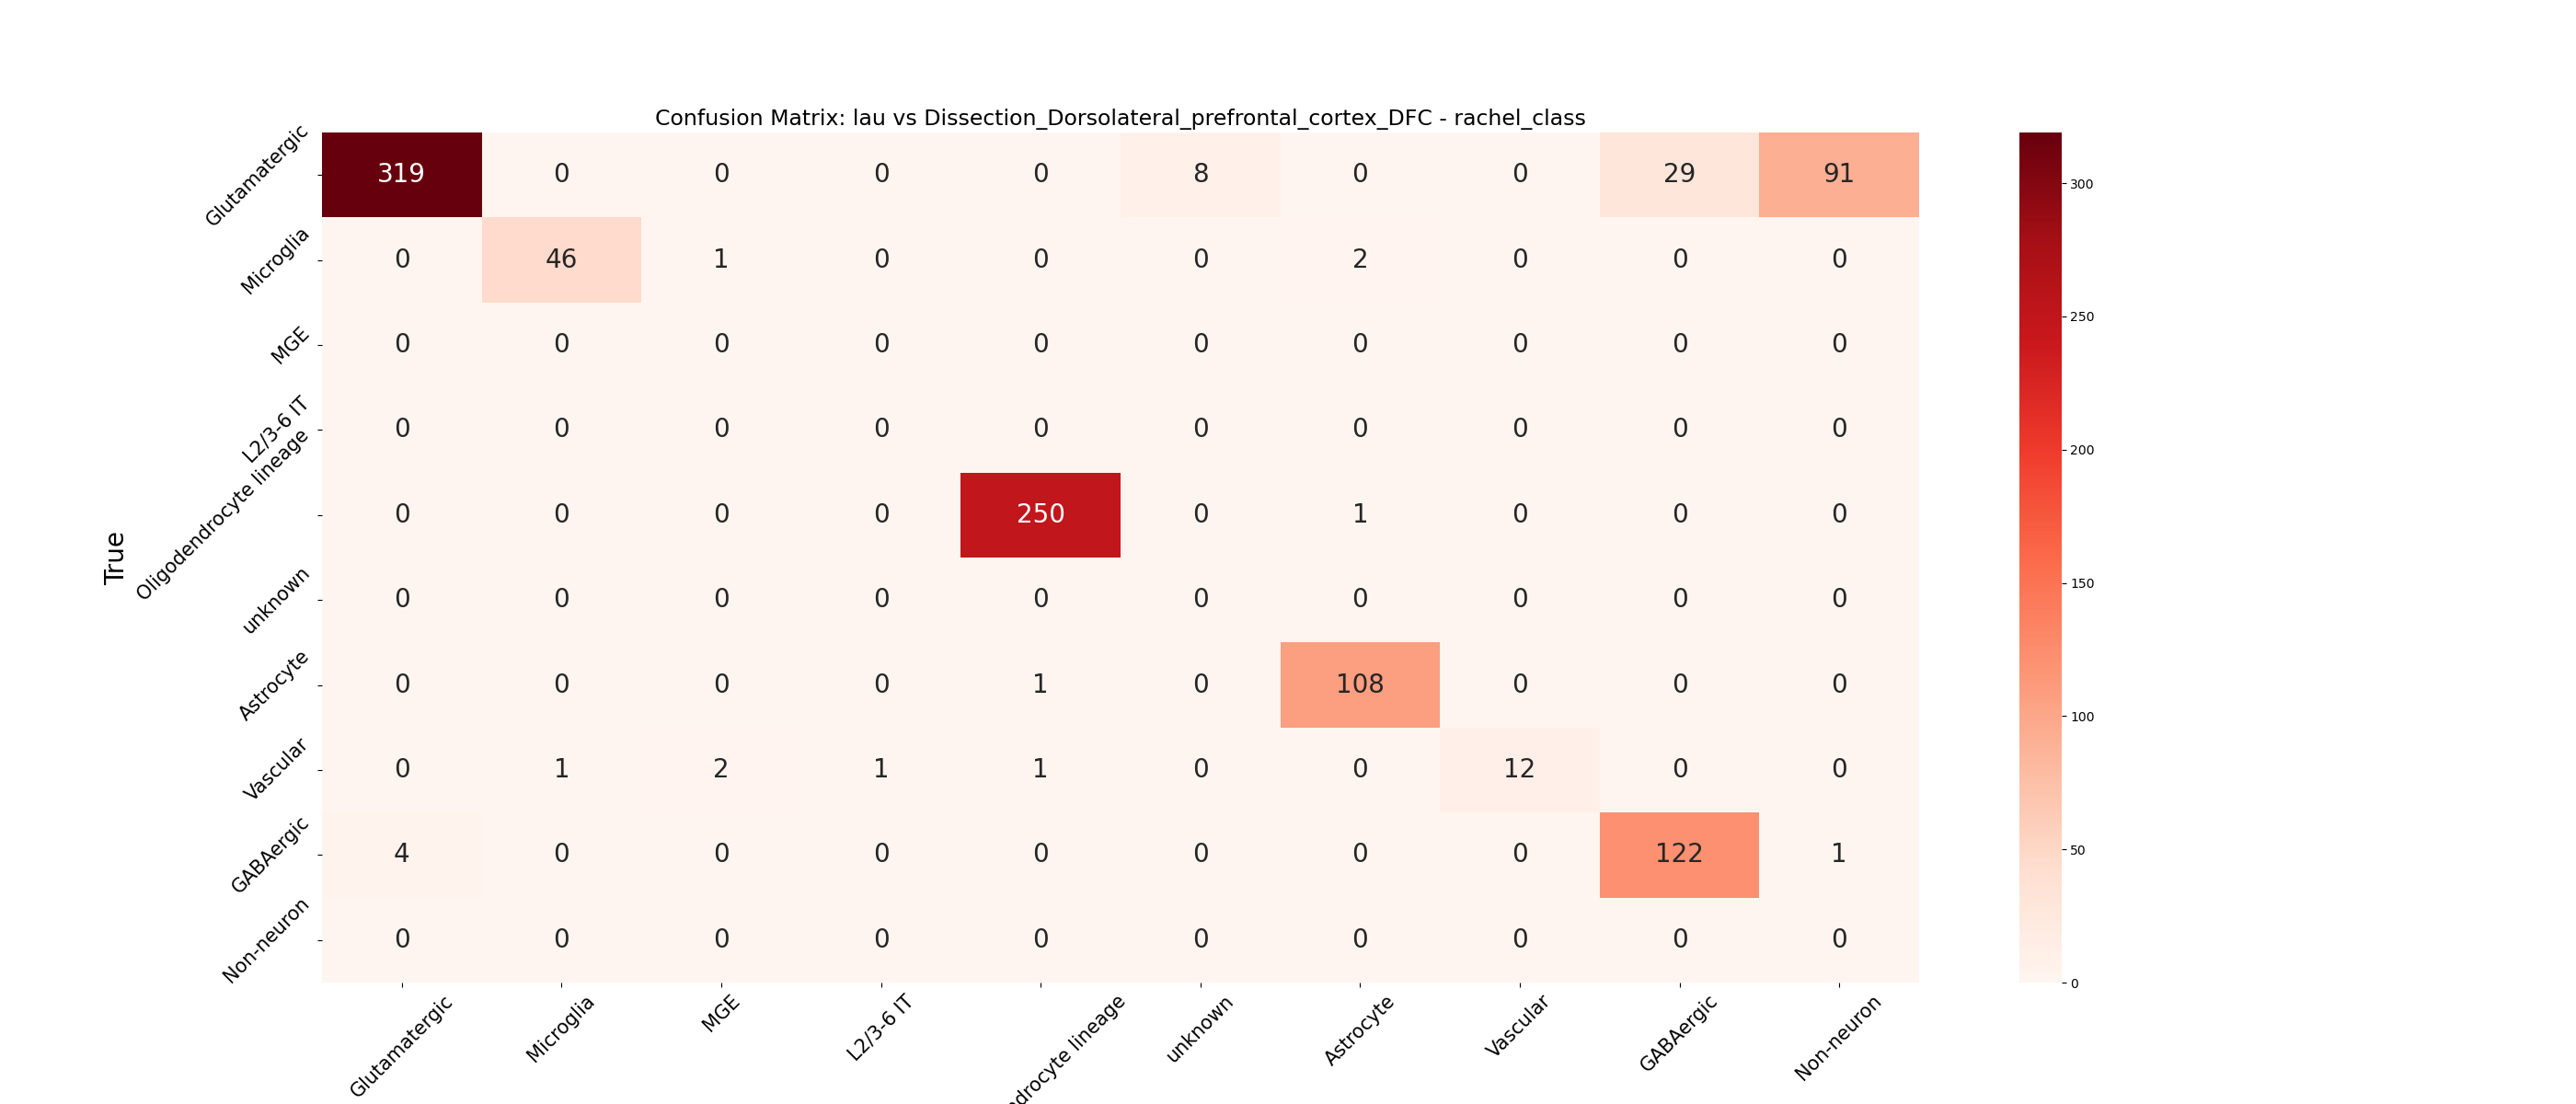 Confusion Matrix: lau vs Dissection_Dorsolateral_prefrontal_cortex_DFC - rachel_class
True
Glutamatergic 319 0 0 0 0 8 0 0 29 91
Microglia 0 46 1 0 0 0 2 0 0 0
MGE 0 0 0 0 0 0 0 0 0 0
L2/3-6 IT 0 0 0 0 0 0 0 0 0 0
Oligodendrocyte lineage 0 0 0 0 250 0 1 0 0 0
unknown 0 0 0 0 0 0 0 0 0 0
Astrocyte 0 0 0 0 1 0 108 0 0 0
Vascular 0 1 2 1 1 0 0 12 0 0
GABAergic 4 0 0 0 0 0 0 0 122 1
Non-neuron 0 0 0 0 0 0 0 0 0 0
Glutamatergic Microglia MGE L2/3-6 IT lineage unknown Astrocyte Vascular GABAergic Non-neuron
300
250
200
150
100
50
0